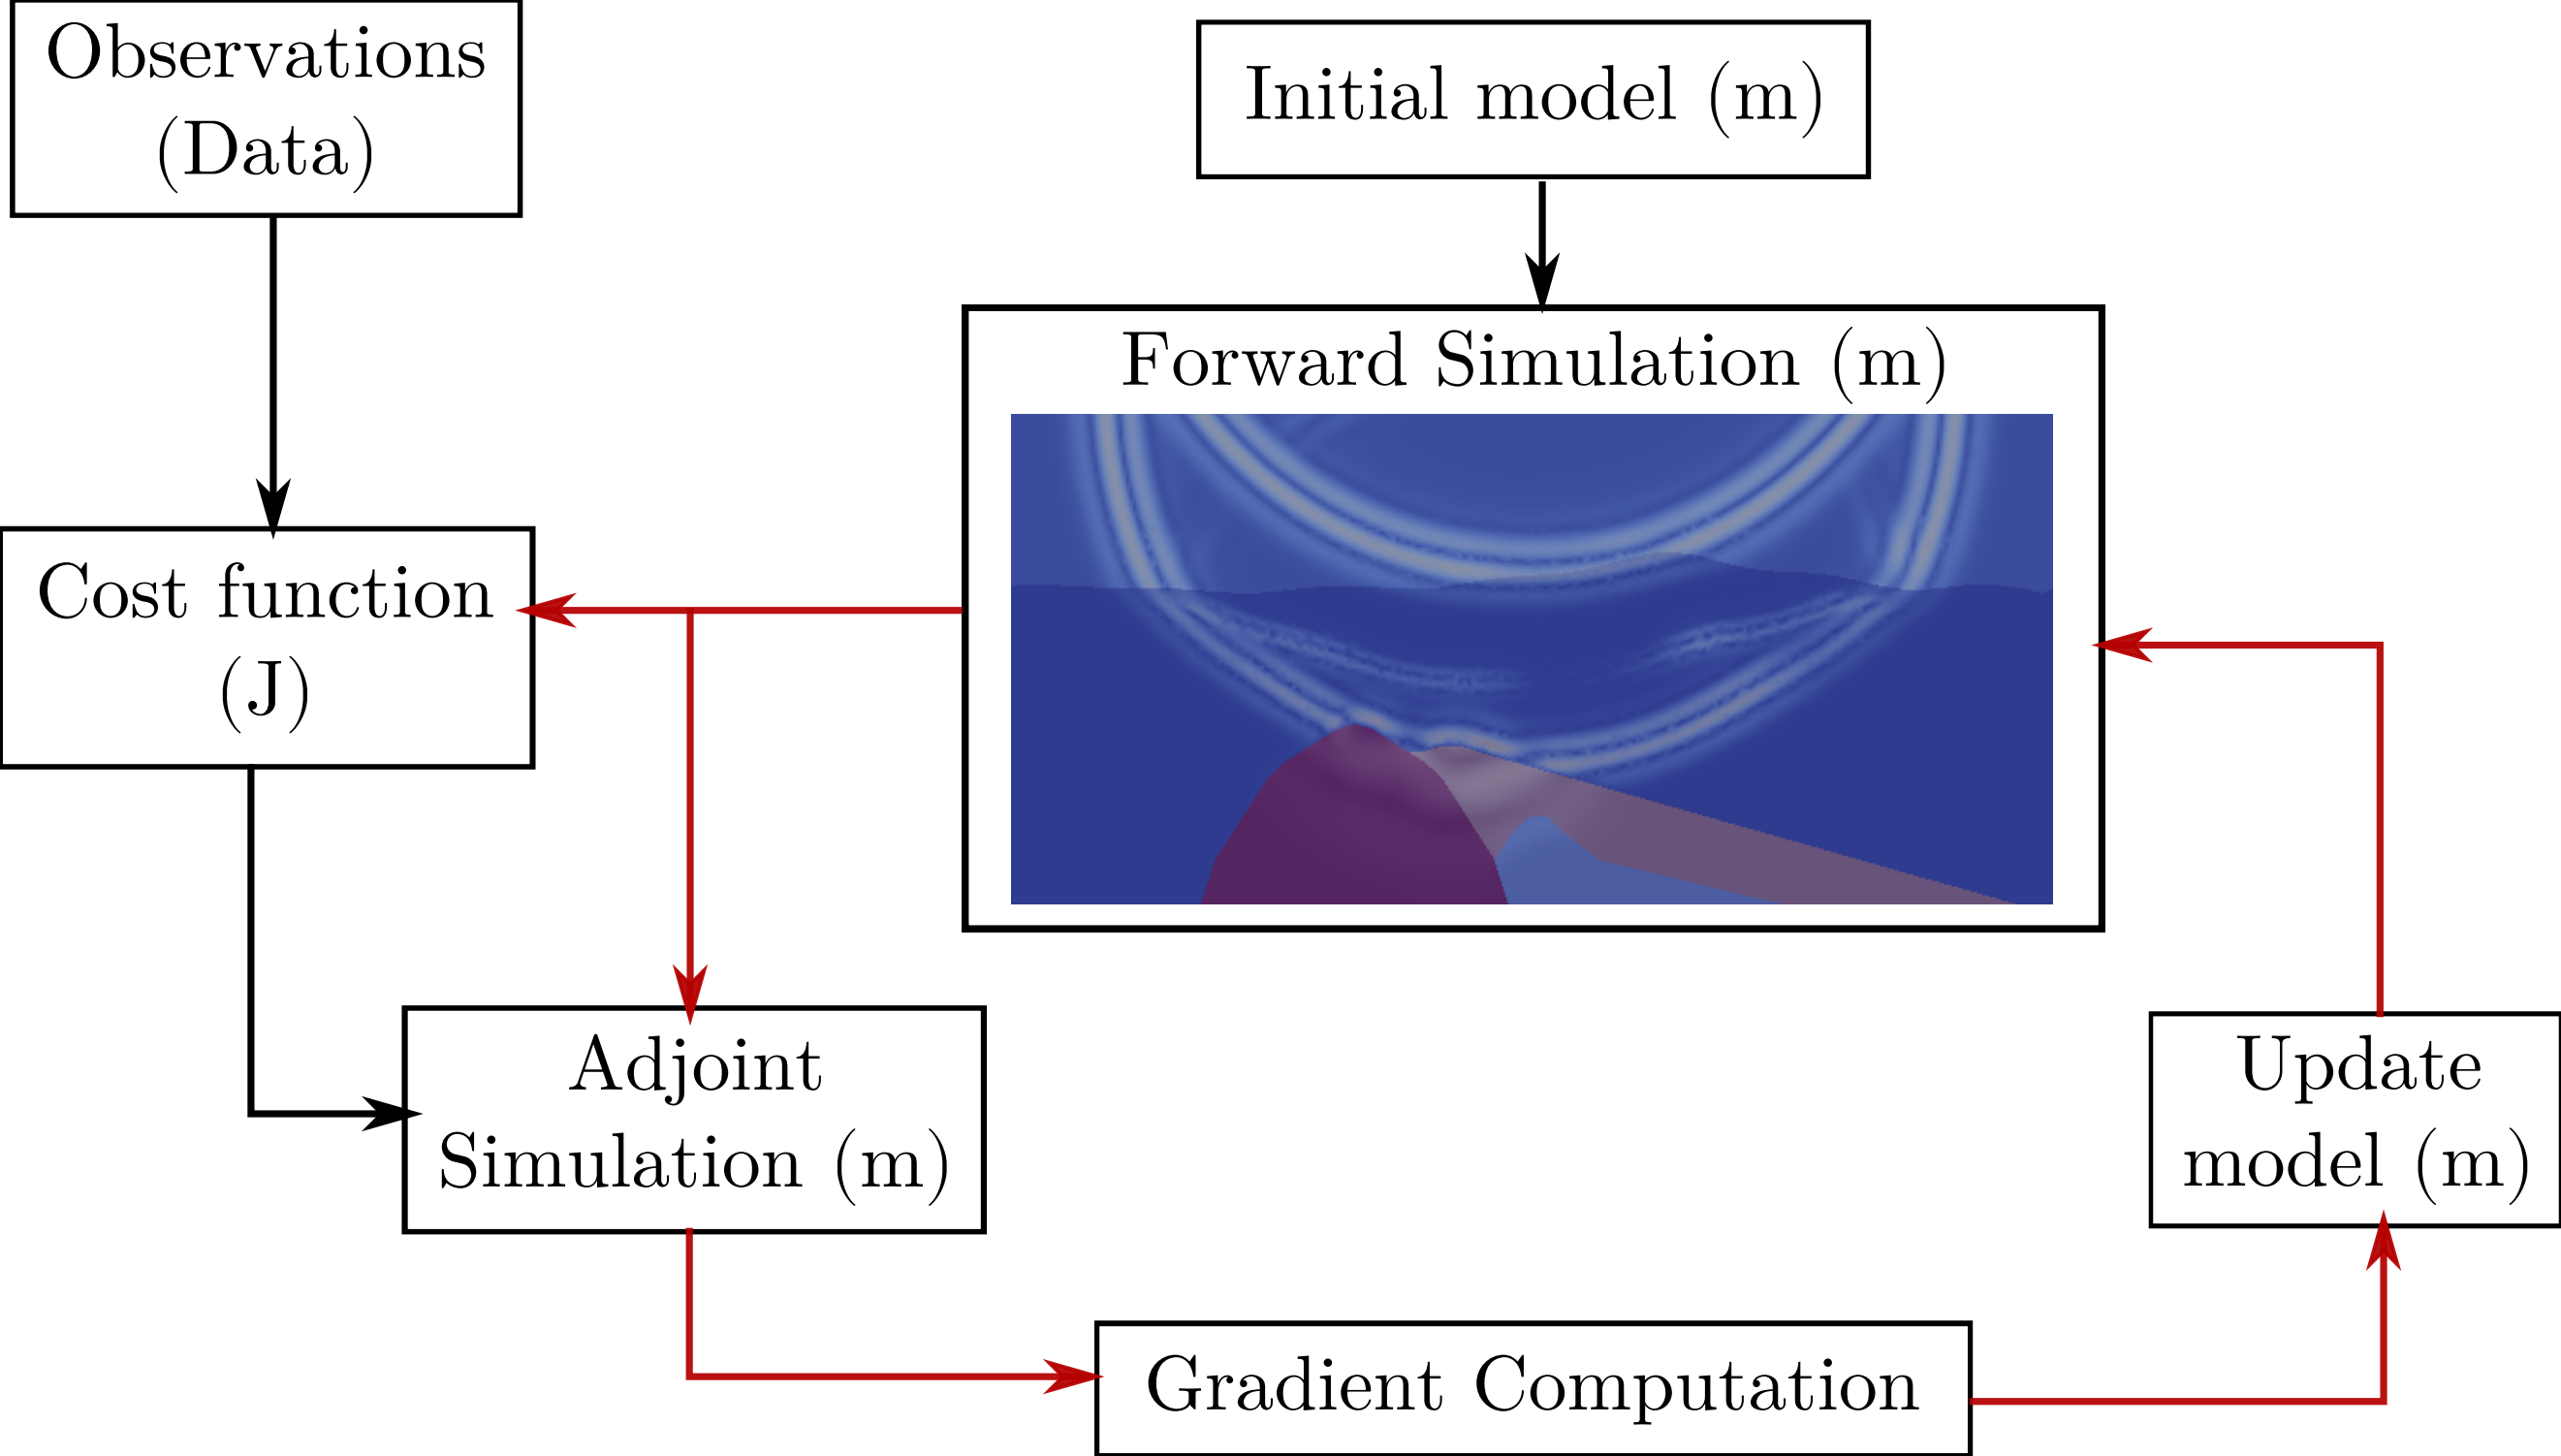 Observations
(Data)
Initial model (m)
Forward Simulation (m)
Cost function
(J)
Adjoint
Simulation (m)
Update
model (m)
Gradient Computation